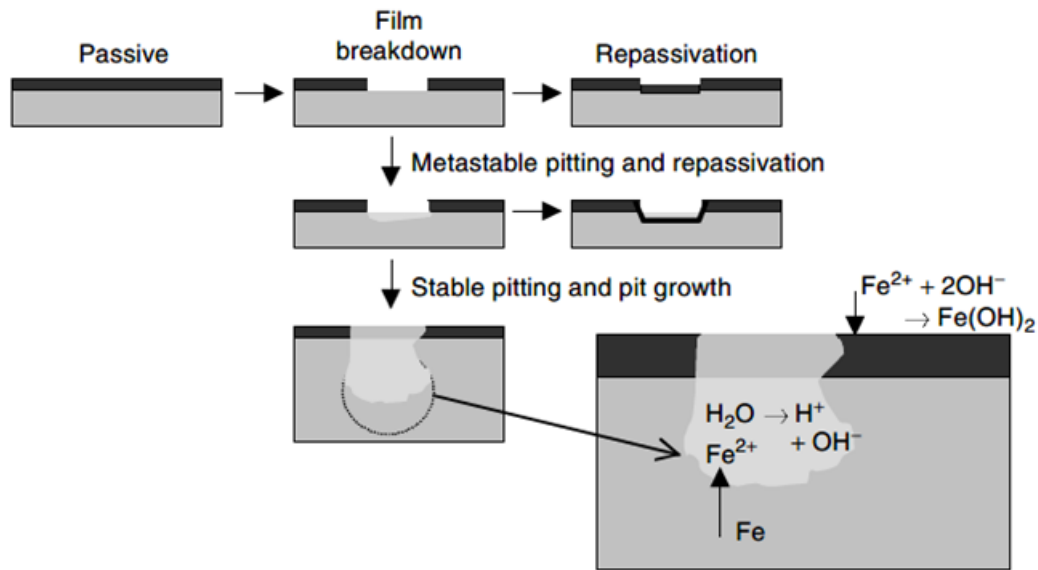 Passive
Film
breakdown
Repassivation
Metastable pitting and repassivation
Stable pitting and pit growth
Fe²⁺ + 2OH⁻
→ Fe(OH)₂
H₂O → H⁺
+ OH⁻
Fe²⁺
Fe